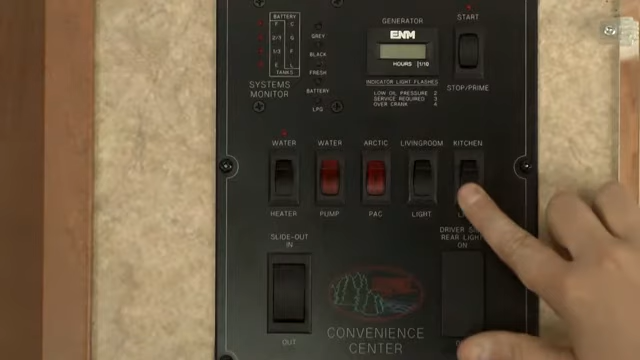 BATTERY
F C
2/3 G
1/3 F
E L
TANKS
SYSTEMS
MONITOR
GREY
BLACK
FRESH
BATTERY
LPG
GENERATOR
ENM
HOURS 1/10
INDICATOR LIGHT FLASHES
LOW OIL PRESSURE 2
SERVICE REQUIRED 3
OVER CRANK 4
START
STOP/PRIME
WATER WATER ARCTIC LIVINGROOM KITCHEN
HEATER PUMP PAC LIGHT
SLIDE-OUT
IN
OUT
DRIVER
REAR LIGHT
ON
CONVENIENCE
CENTER